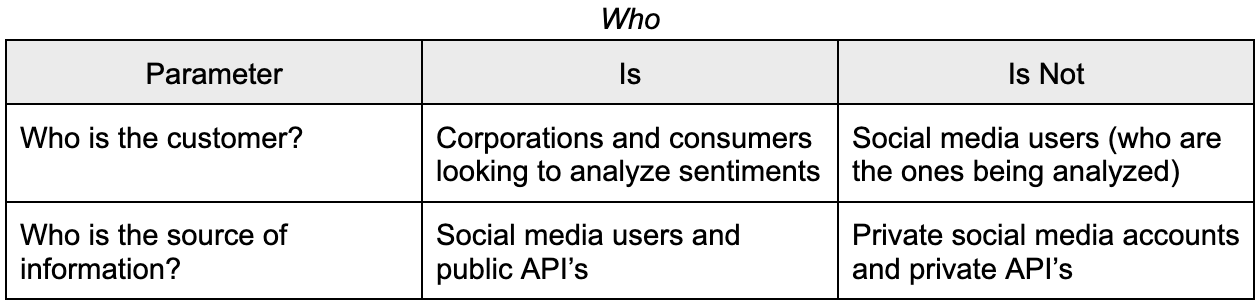 Who
Parameter
Is
Is Not
Who is the customer?
Corporations and consumers
looking to analyze sentiments
Social media users (who are
the ones being analyzed)
Who is the source of
information?
Social media users and
public API’s
Private social media accounts
and private API’s